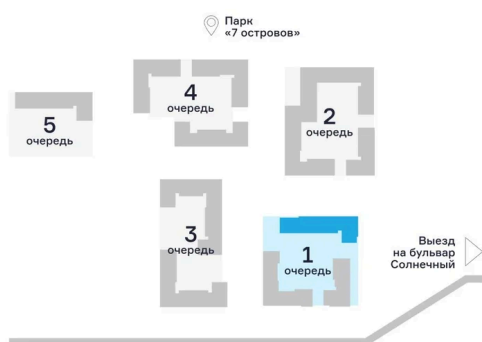 Парк
«7 островов»
4
очередь
5
очередь
2
очередь
3
очередь
1
очередь
Выезд
на бульвар
Солнечный